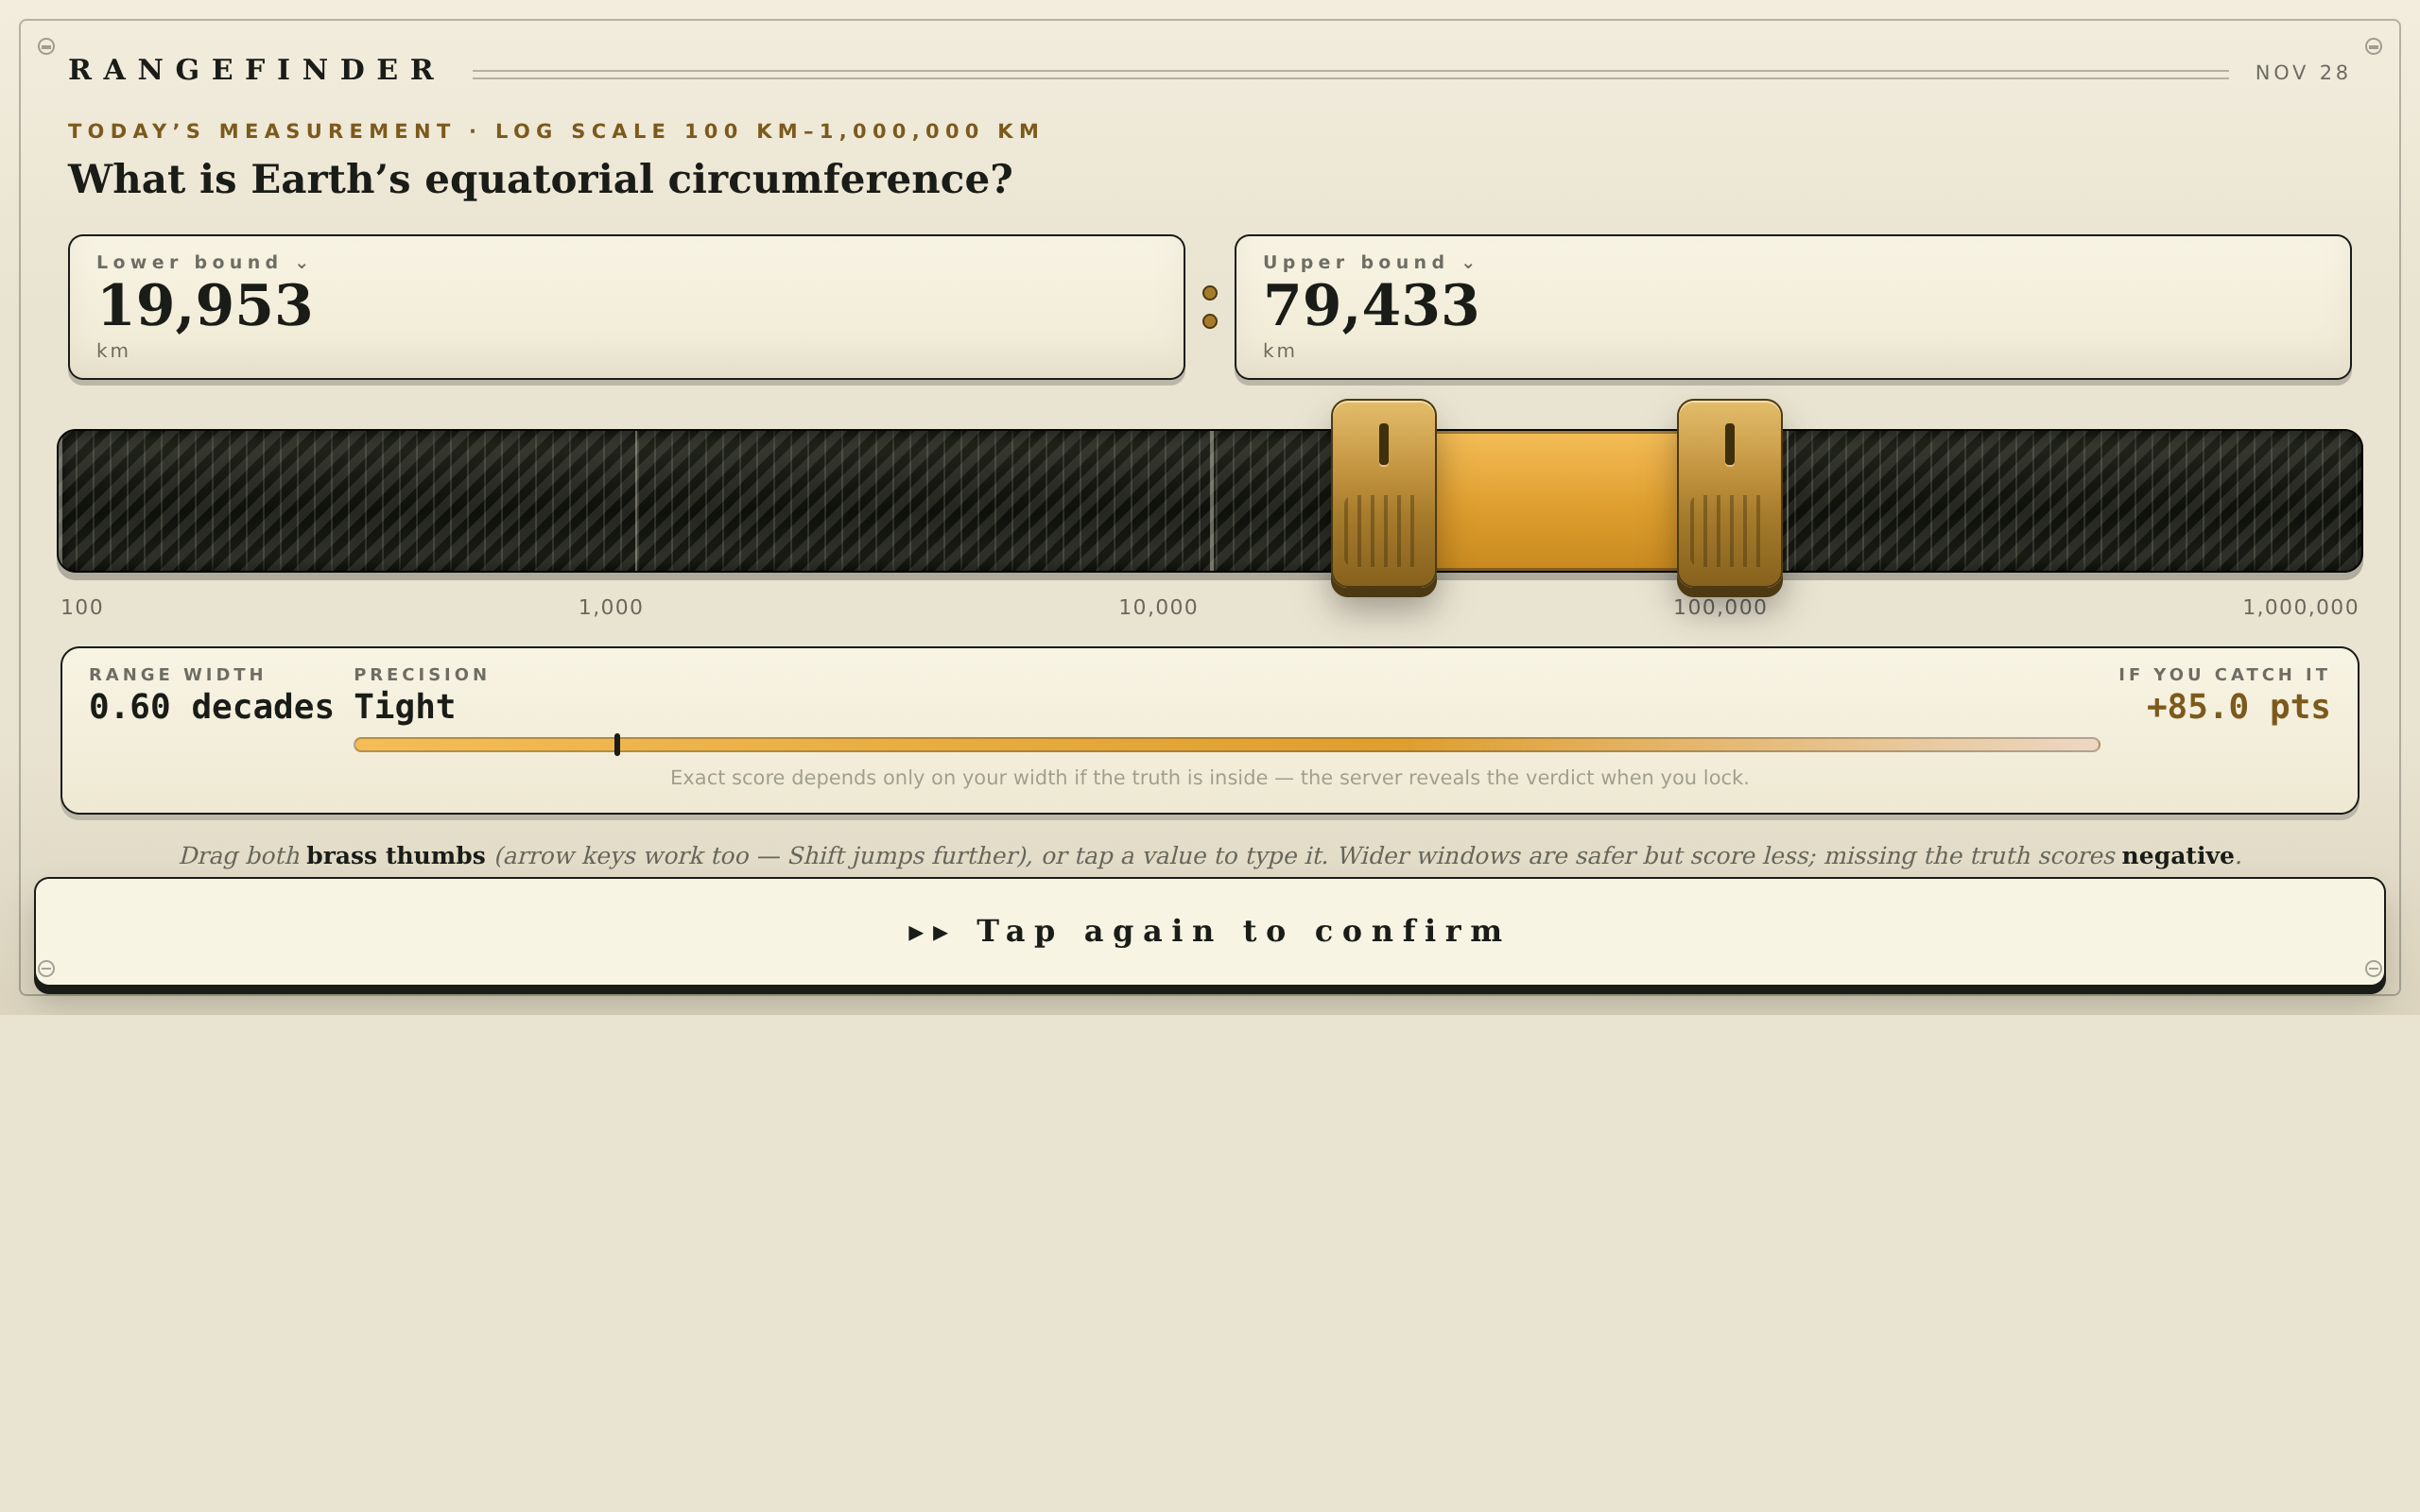 RANGEFINDER
NOV 28
TODAY’S MEASUREMENT · LOG SCALE 100 KM–1,000,000 KM
What is Earth’s equatorial circumference?
Lower bound ⌄
19,953
km
Upper bound ⌄
79,433
km
100 1,000 10,000 100,000 1,000,000
RANGE WIDTH
0.60 decades
PRECISION
Tight
IF YOU CATCH IT
+85.0 pts
Exact score depends only on your width if the truth is inside — the server reveals the verdict when you lock.
Drag both brass thumbs (arrow keys work too — Shift jumps further), or tap a value to type it. Wider windows are safer but score less; missing the truth scores negative.
▸▸ Tap again to confirm